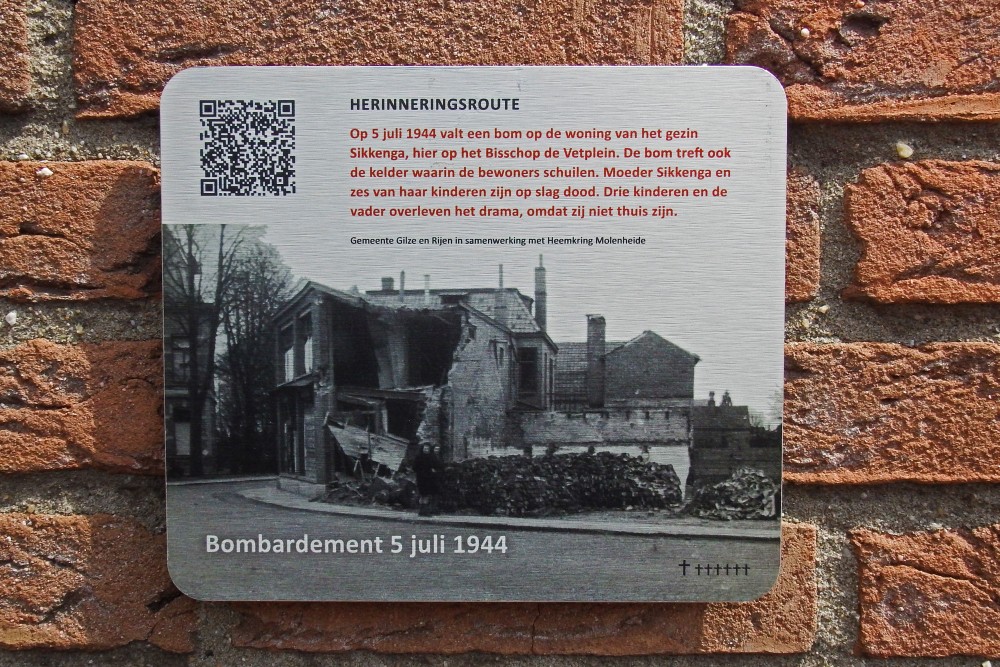 HERINNERINGSROUTE
Op 5 juli 1944 valt een bom op de woning van het gezin
Sikkenga, hier op het Bisschop de Vetplein. De bom treft ook
de kelder waarin de bewoners schuilen. Moeder Sikkenga en
zes van haar kinderen zijn op slag dood. Drie kinderen en de
vader overleven het drama, omdat zij niet thuis zijn.
Gemeente Gilze en Rijen in samenwerking met Heemkring Molenheide
Bombardement 5 juli 1944